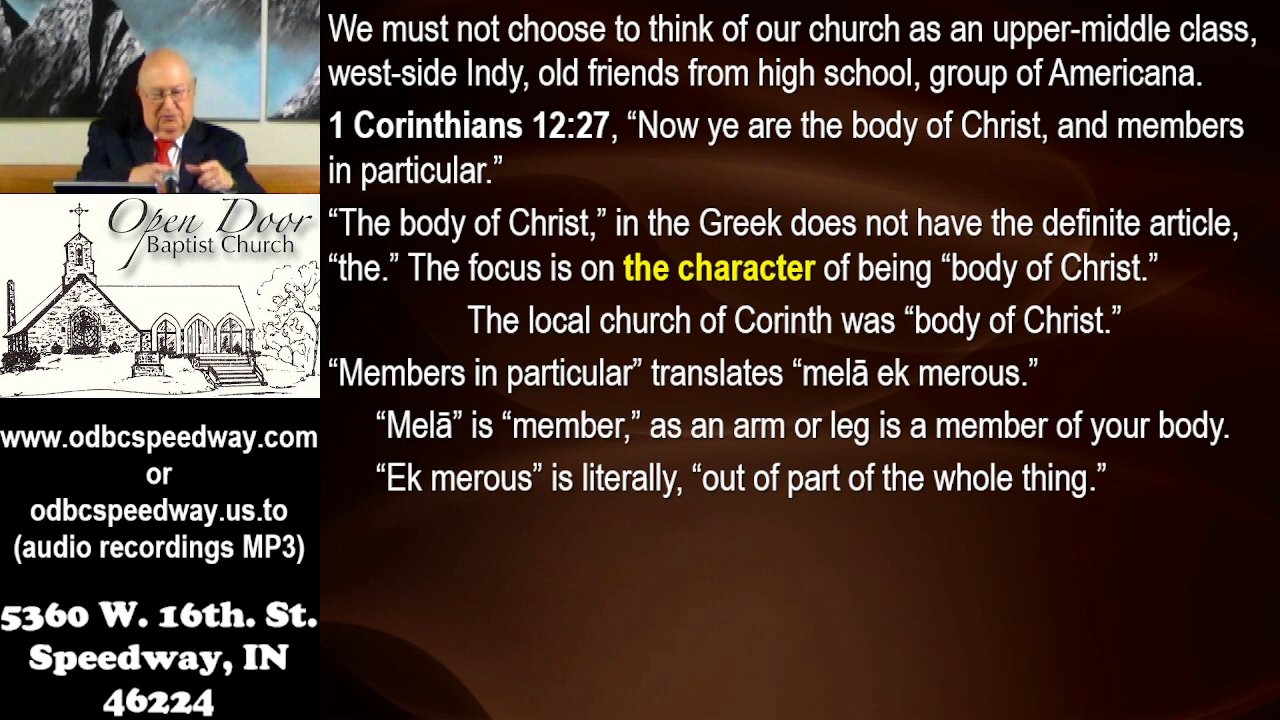 We must not choose to think of our church as an upper-middle class,
west-side Indy, old friends from high school, group of Americana.
1 Corinthians 12:27, “Now ye are the body of Christ, and members
in particular.”
“The body of Christ,” in the Greek does not have the definite article,
“the.” The focus is on the character of being “body of Christ.”
The local church of Corinth was “body of Christ.”
“Members in particular” translates “melā ek merous.”
“Melā” is “member,” as an arm or leg is a member of your body.
“Ek merous” is literally, “out of part of the whole thing.”
Open Door
Baptist Church
www.odbcspeedway.com
or
odbcspeedway.us.to
(audio recordings MP3)
5360 W. 16th. St.
Speedway, IN
46224